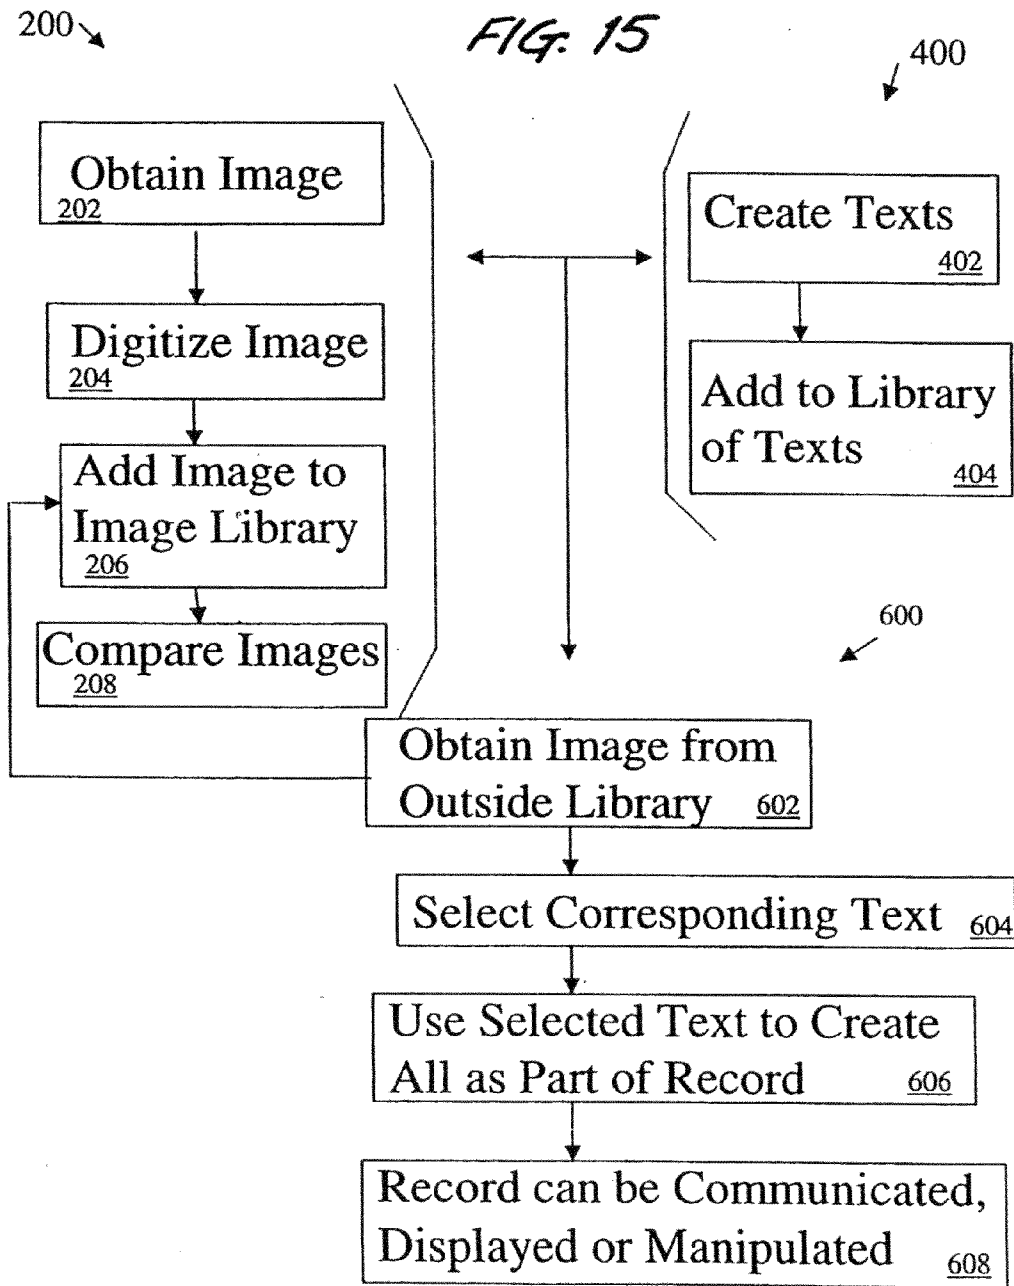 FIG. 15
200
Obtain Image
202
Digitize Image
204
Add Image to
Image Library
206
Compare Images
208
400
Create Texts
402
Add to Library
of Texts
404
600
Obtain Image from
Outside Library 602
Select Corresponding Text 604
Use Selected Text to Create
All as Part of Record 606
Record can be Communicated,
Displayed or Manipulated 608